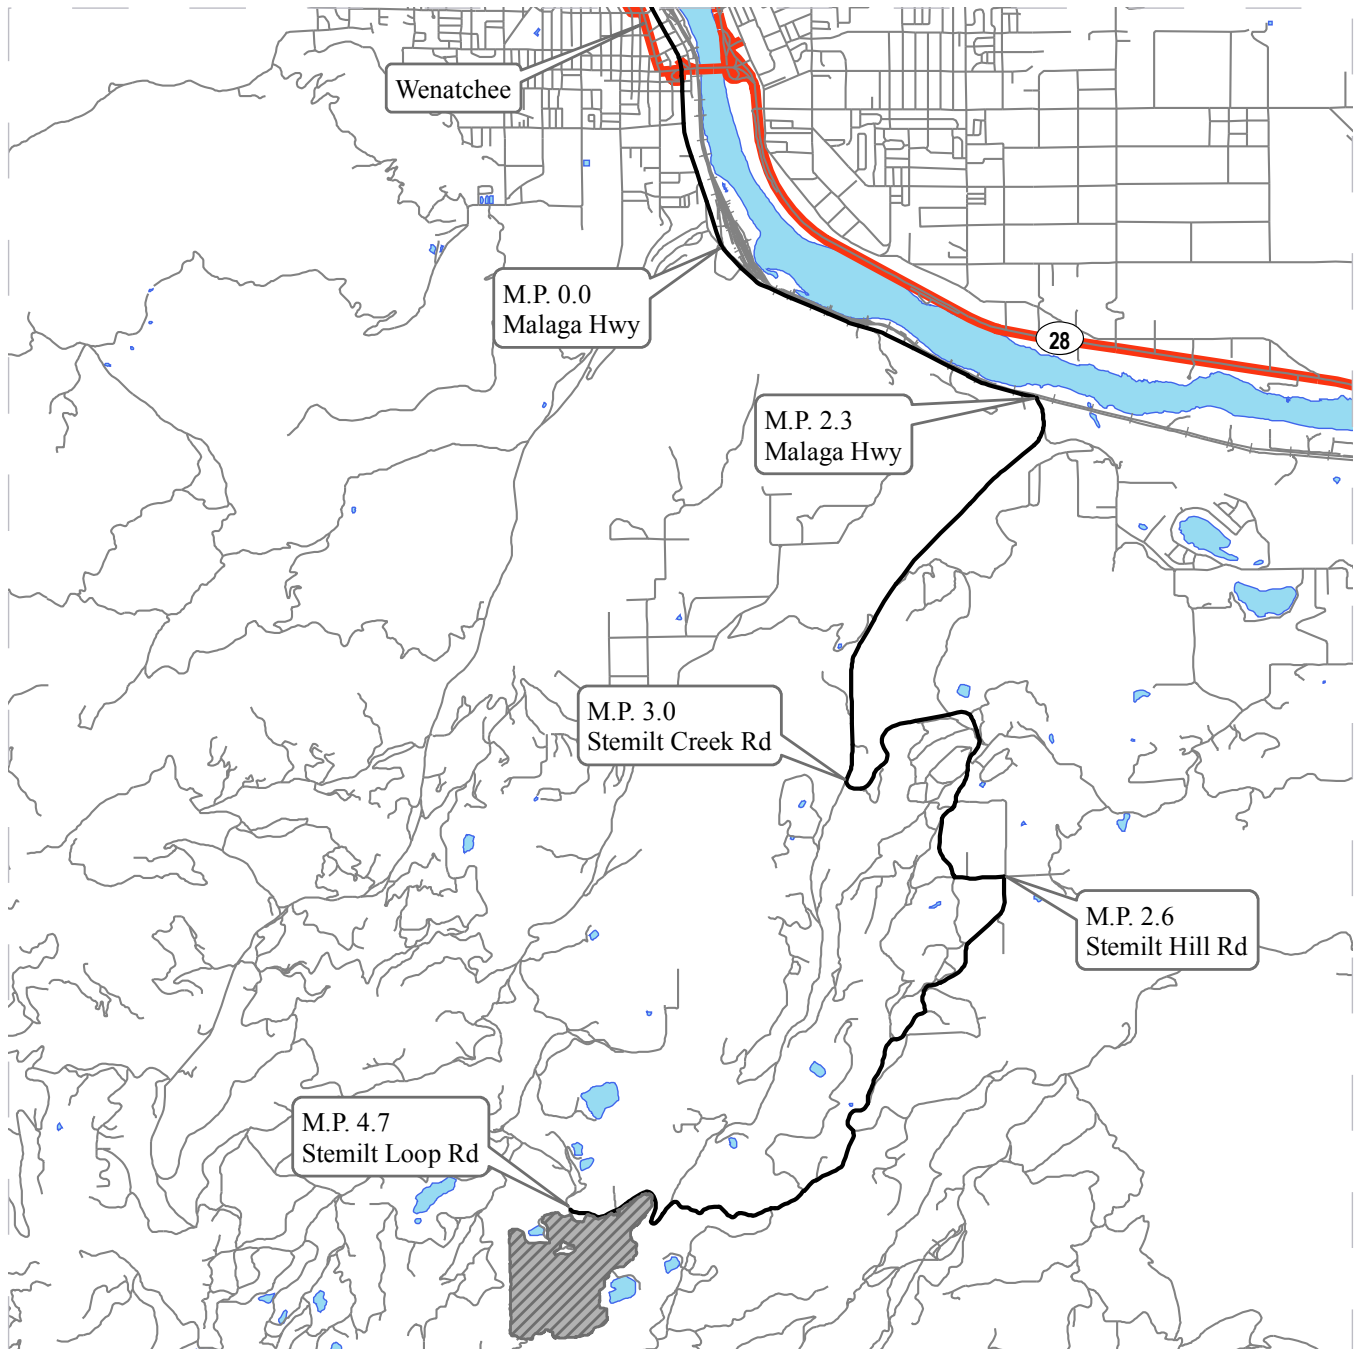 Wenatchee
M.P. 0.0
Malaga Hwy
28
M.P. 2.3
Malaga Hwy
M.P. 3.0
Stemilt Creek Rd
M.P. 2.6
Stemilt Hill Rd
M.P. 4.7
Stemilt Loop Rd